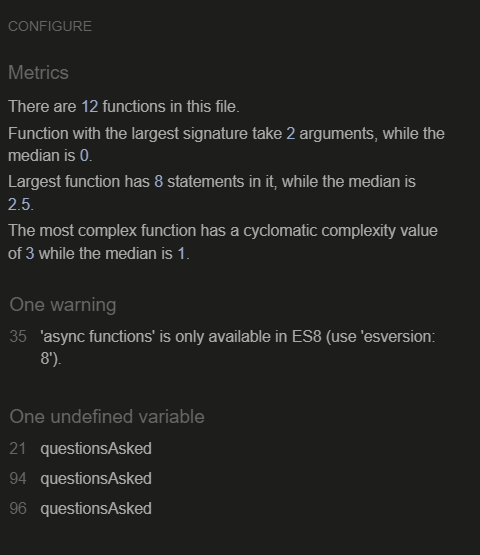 CONFIGURE
Metrics
There are 12 functions in this file.
Function with the largest signature take 2 arguments, while the
median is 0.
Largest function has 8 statements in it, while the median is
2.5.
The most complex function has a cyclomatic complexity value
of 3 while the median is 1.
One warning
35 'async functions' is only available in ES8 (use 'esversion:
8').
One undefined variable
21 questionsAsked
94 questionsAsked
96 questionsAsked